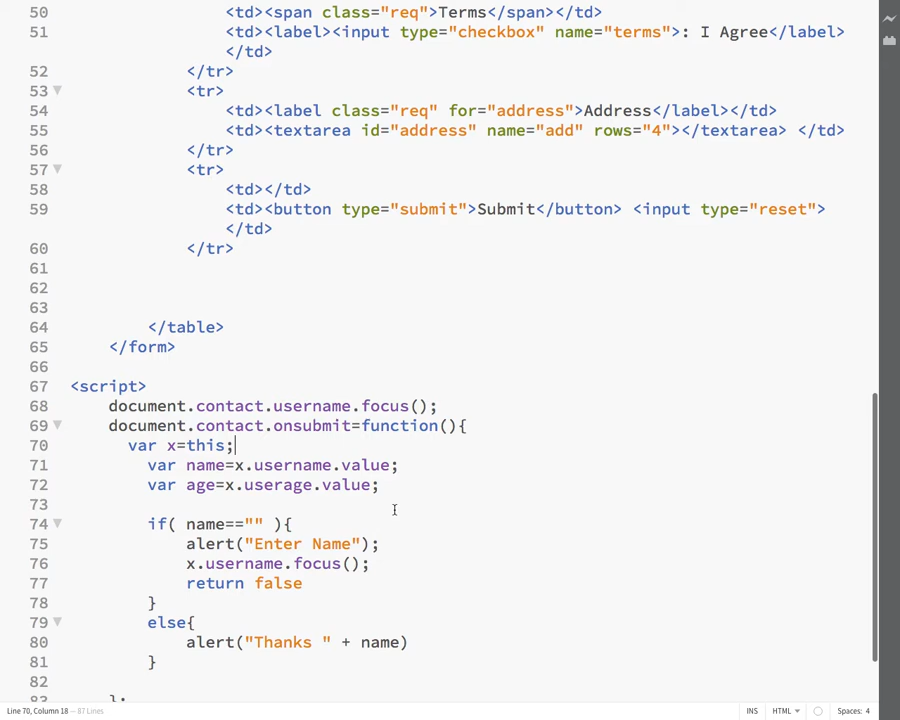 50 <td><span class="req">Terms</span></td>
51 <td><label><input type="checkbox" name="terms">: I Agree</label>
</td>
52 </tr>
53 <tr>
54 <td><label class="req" for="address">Address</label></td>
55 <td><textarea id="address" name="add" rows="4"></textarea> </td>
56 </tr>
57 <tr>
58 <td></td>
59 <td><button type="submit">Submit</button> <input type="reset">
</td>
60 </tr>
61
62
63
64 </table>
65 </form>
66
67 <script>
68 document.contact.username.focus();
69 document.contact.onsubmit=function(){
70 var x=this;
71 var name=x.username.value;
72 var age=x.userage.value;
73
74 if( name=="" ){
75 alert("Enter Name");
76 x.username.focus();
77 return false
78 }
79 else{
80 alert("Thanks " + name)
81 }
82
83 };
Line 70, Column 18 — 87 Lines
INS HTML Spaces: 4